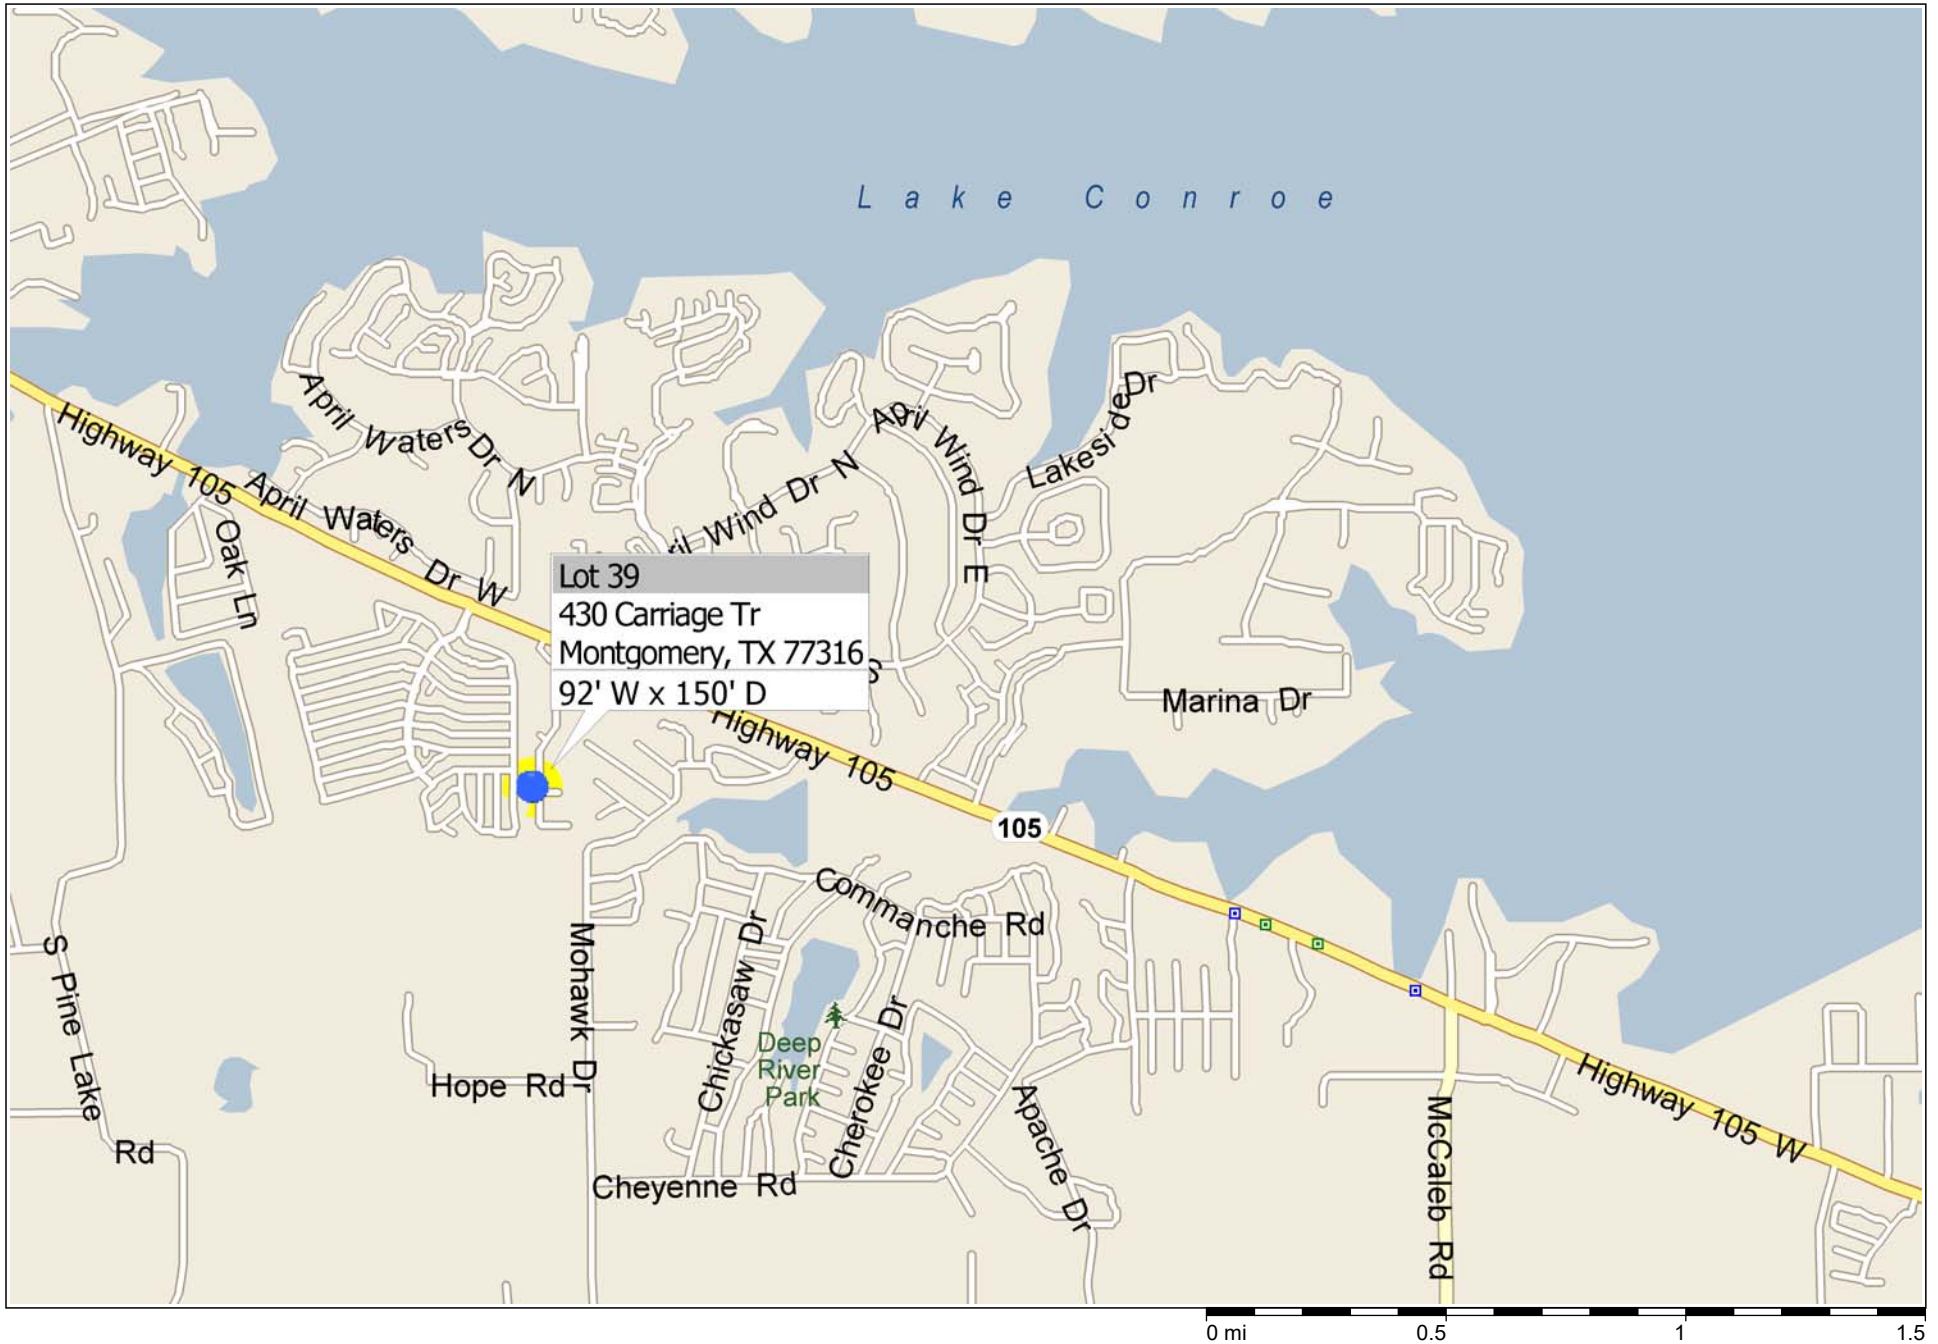 Lake Conroe
Dr
Lakeside
April Wind Dr E
April Waters Dr N
Highway 105
April Waters Dr W
Wind Dr N
Oak Ln
Lot 39
430 Carriage Tr
Montgomery, TX 77316
92' W x 150' D
S
Marina Dr
Highway 105
105
Commanche Rd
Chickasaw Dr
Mohawk Dr
S Pine Lake Rd
Deep
River
Park
Cherokee Dr
Hope Rd
Apache Dr
Cheyenne Rd
McCaleb Rd
Highway 105 W
0 mi 0.5 1 1.5